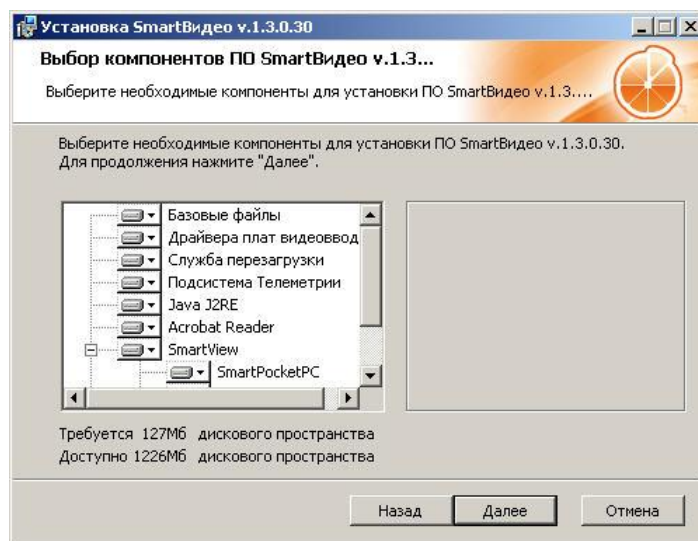 Установка SmartВидео v.1.3.0.30
Выбор компонентов ПО SmartВидео v.1.3...
Выберите необходимые компоненты для установки ПО SmartВидео v.1.3....
Выберите необходимые компоненты для установки ПО SmartВидео v.1.3.0.30.
Для продолжения нажмите "Далее".
Базовые файлы
Драйвера плат видеоввод
Служба перезагрузки
Подсистема Телеметрии
Java J2RE
Acrobat Reader
SmartView
SmartPocketPC
Требуется 127Мб дискового пространства
Доступно 1226Мб дискового пространства
Назад Далее Отмена